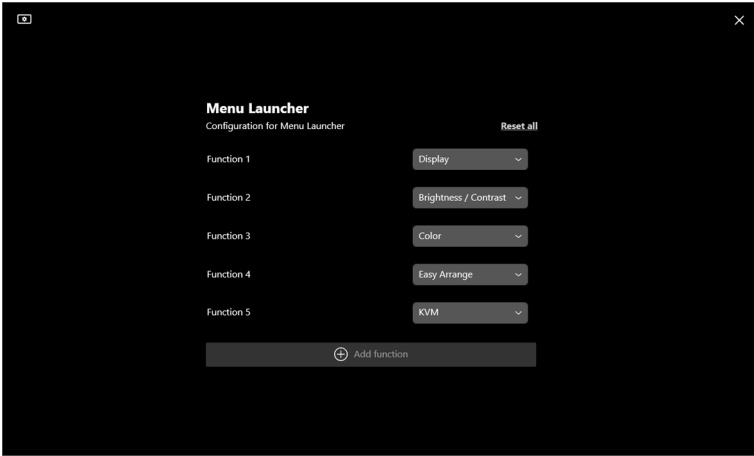 Menu Launcher
Configuration for Menu Launcher
Reset all
Function 1
Display
Function 2
Brightness / Contrast
Function 3
Color
Function 4
Easy Arrange
Function 5
KVM
Add function